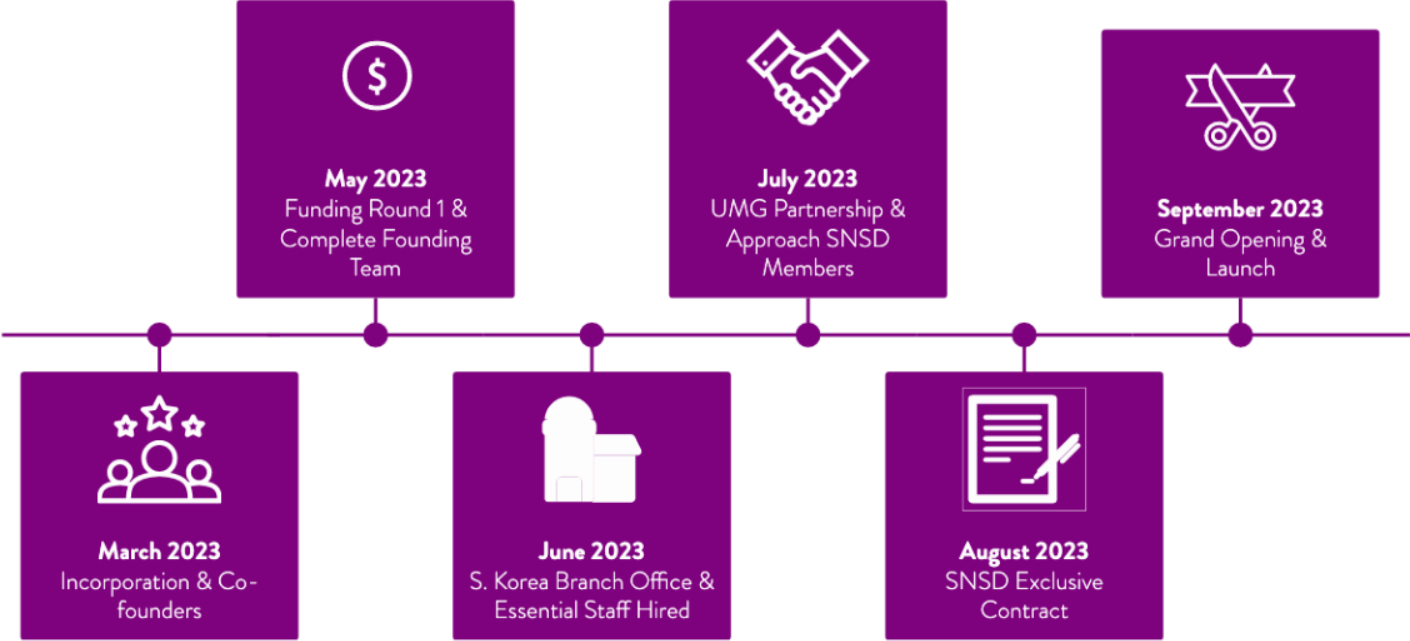 March 2023
Incorporation & Co-
founders
May 2023
Funding Round 1 &
Complete Founding
Team
June 2023
S. Korea Branch Office &
Essential Staff Hired
July 2023
UMG Partnership &
Approach SNSD
Members
August 2023
SNSD Exclusive
Contract
September 2023
Grand Opening &
Launch